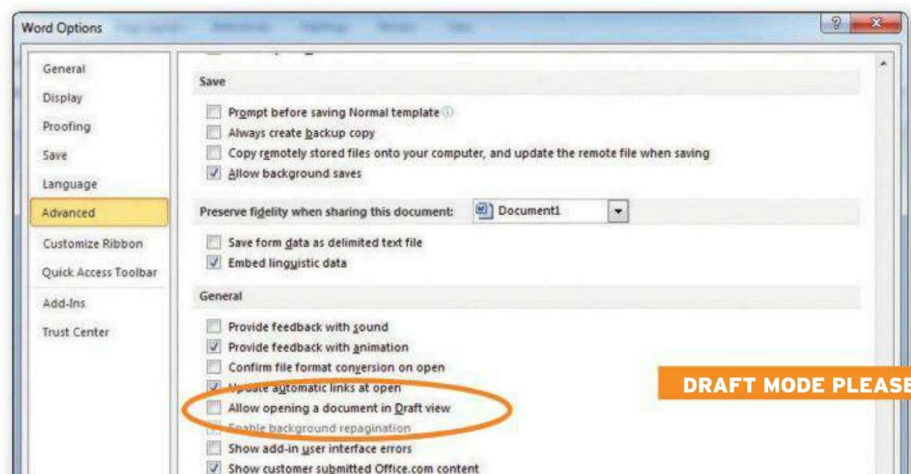 Word Options
General
Display
Proofing
Save
Language
Advanced
Customize Ribbon
Quick Access Toolbar
Add-Ins
Trust Center
Save
Prompt before saving Normal template
Always create backup copy
Copy remotely stored files onto your computer, and update the remote file when saving
Allow background saves
Preserve fidelity when sharing this document: Document1
Save form data as delimited text file
Embed linguistic data
General
Provide feedback with sound
Provide feedback with animation
Confirm file format conversion on open
Update automatic links at open
Allow opening a document in Draft view
Enable background repagination
Show add-in user interface errors
Show customer submitted Office.com content
DRAFT MODE PLEASE